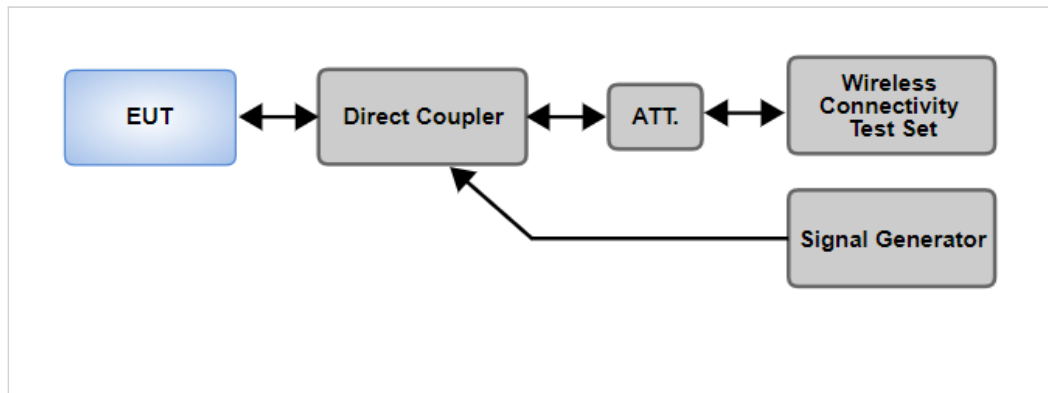 EUT
Direct Coupler
ATT.
Wireless
Connectivity
Test Set
Signal Generator